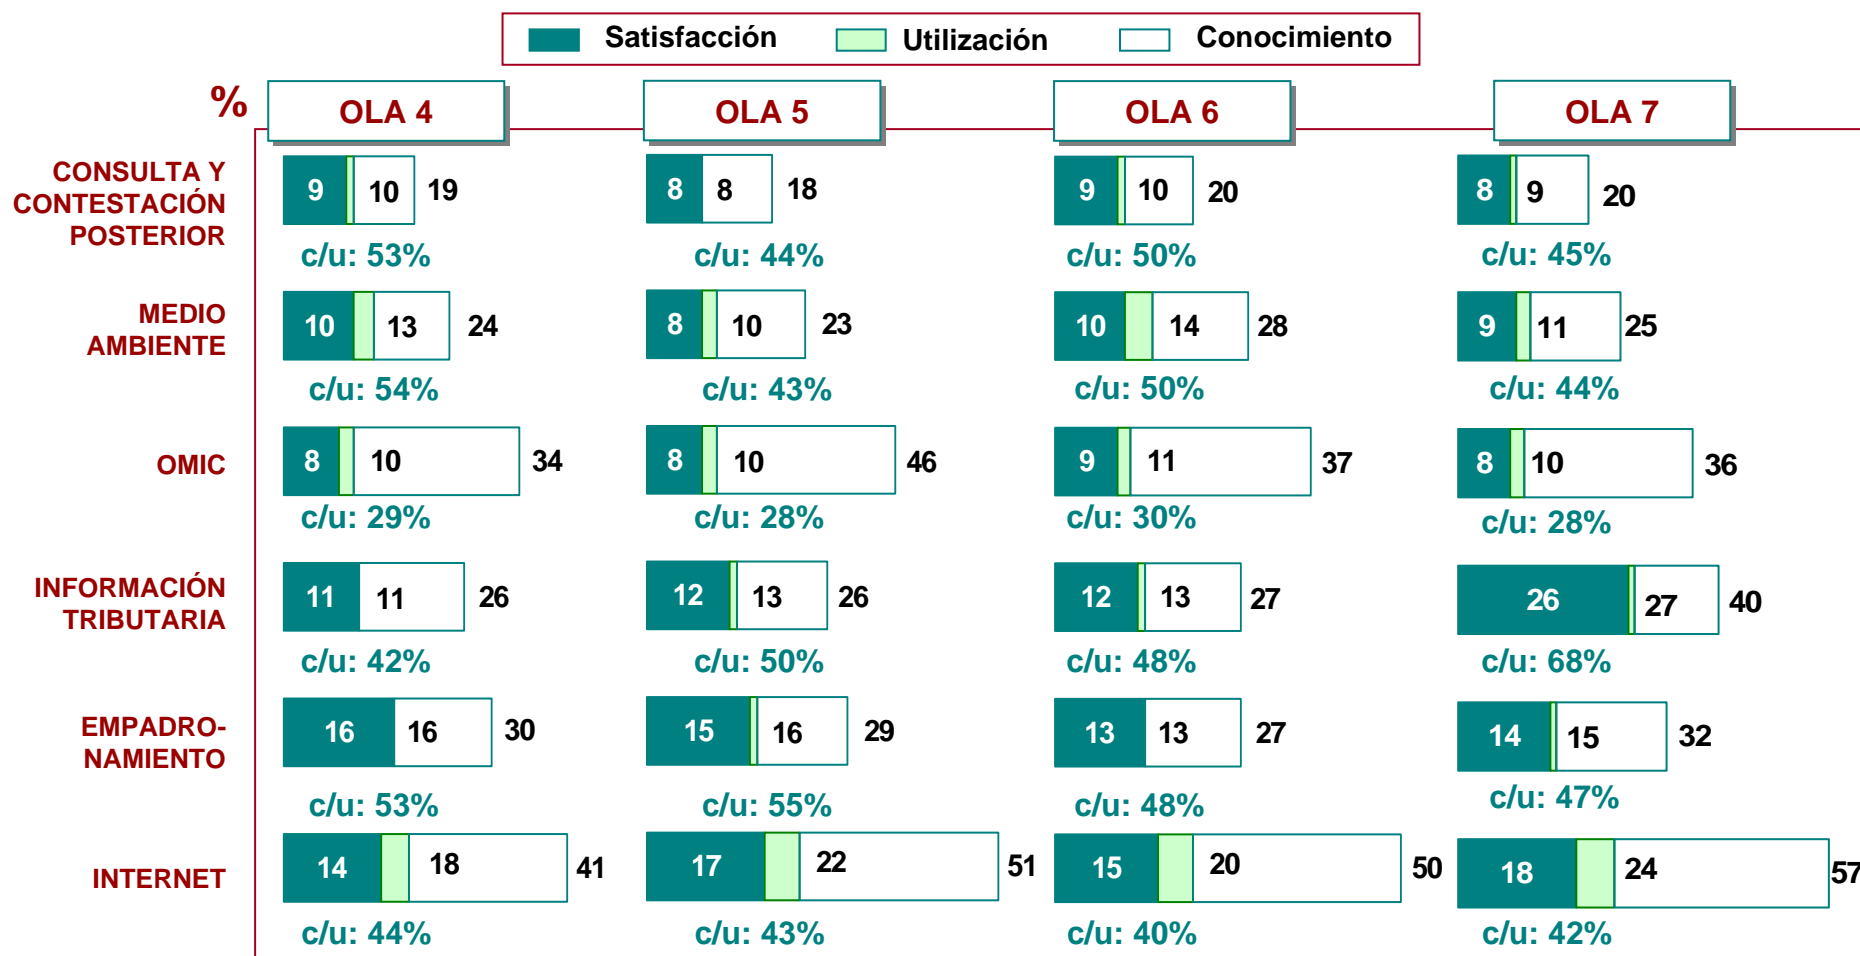 Satisfacción Utilización Conocimiento
% OLA 4 OLA 5 OLA 6 OLA 7
CONSULTA Y
CONTESTACIÓN
POSTERIOR
9 10 19 8 8 18 9 10 20 8 9 20
c/u: 53% c/u: 44% c/u: 50% c/u: 45%
MEDIO
AMBIENTE
10 13 24 8 10 23 10 14 28 9 11 25
c/u: 54% c/u: 43% c/u: 50% c/u: 44%
OMIC 8 10 34 8 10 46 9 11 37 8 10 36
c/u: 29% c/u: 28% c/u: 30% c/u: 28%
INFORMACIÓN
TRIBUTARIA
11 11 26 12 13 26 12 13 27 26 27 40
c/u: 42% c/u: 50% c/u: 48% c/u: 68%
EMPADRO-
NAMIENTO
16 16 30 15 16 29 13 13 27 14 15 32
c/u: 53% c/u: 55% c/u: 48% c/u: 47%
INTERNET 14 18 41 17 22 51 15 20 50 18 24 57
c/u: 44% c/u: 43% c/u: 40% c/u: 42%